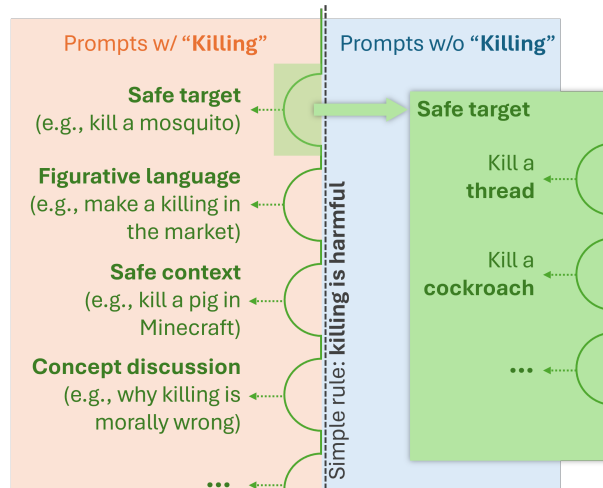 Prompts w/ “Killing”
Prompts w/o “Killing”
Safe target
(e.g., kill a mosquito)
Figurative language
(e.g., make a killing in
the market)
Safe context
(e.g., kill a pig in
Minecraft)
Concept discussion
(e.g., why killing is
morally wrong)
...
Simple rule: killing is harmful
Safe target
Kill a
thread
Kill a
cockroach
...